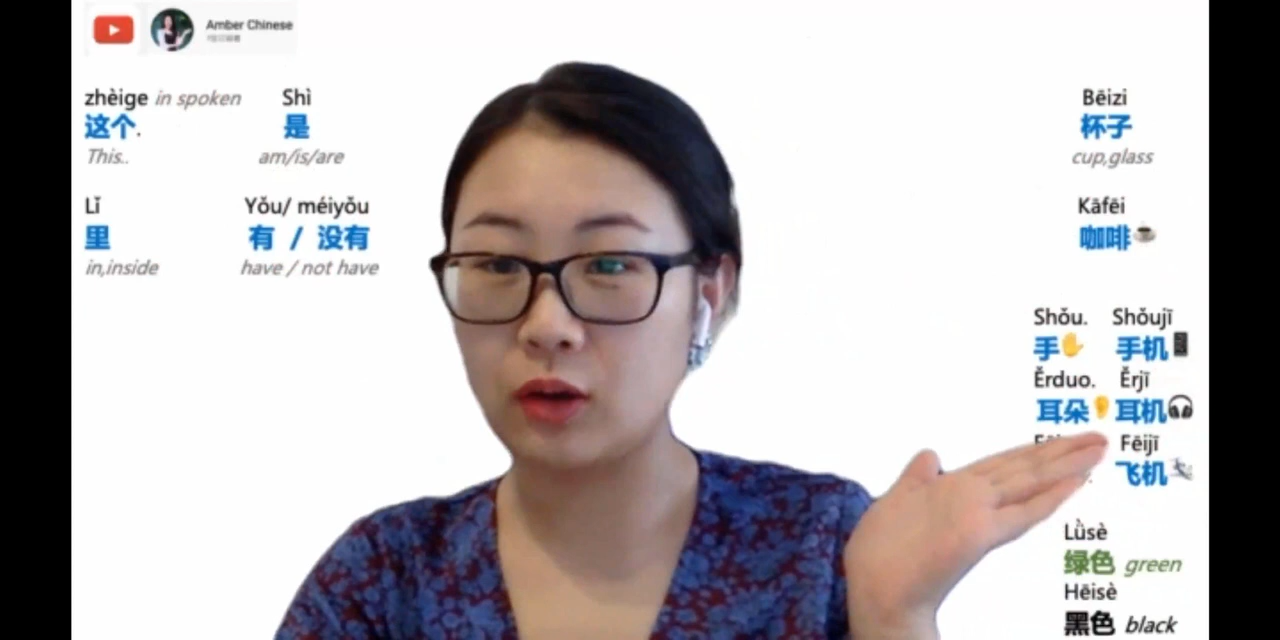 Amber Chinese
zhèige in spoken
这个.
This..
Shì
是
am/is/are
Lǐ
里
in,inside
Yǒu/ méiyǒu
有 / 没有
have / not have
Bēizi
杯子
cup,glass
Kāfēi
咖啡
Shǒu. Shǒujī
手 手机
Ěrduo. Ěrjī
耳朵 耳机
Fēijī
飞机
Lǜsè
绿色 green
Hēisè
黑色 black